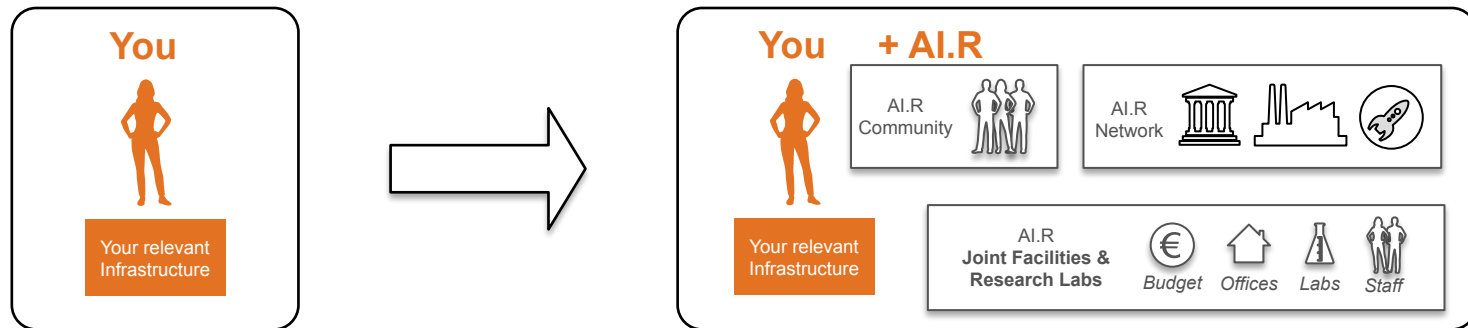 You
Your relevant
Infrastructure
You + AI.R
AI.R
Community
AI.R
Network
Your relevant
Infrastructure
AI.R
Joint Facilities &
Research Labs
€
Budget Offices Labs Staff